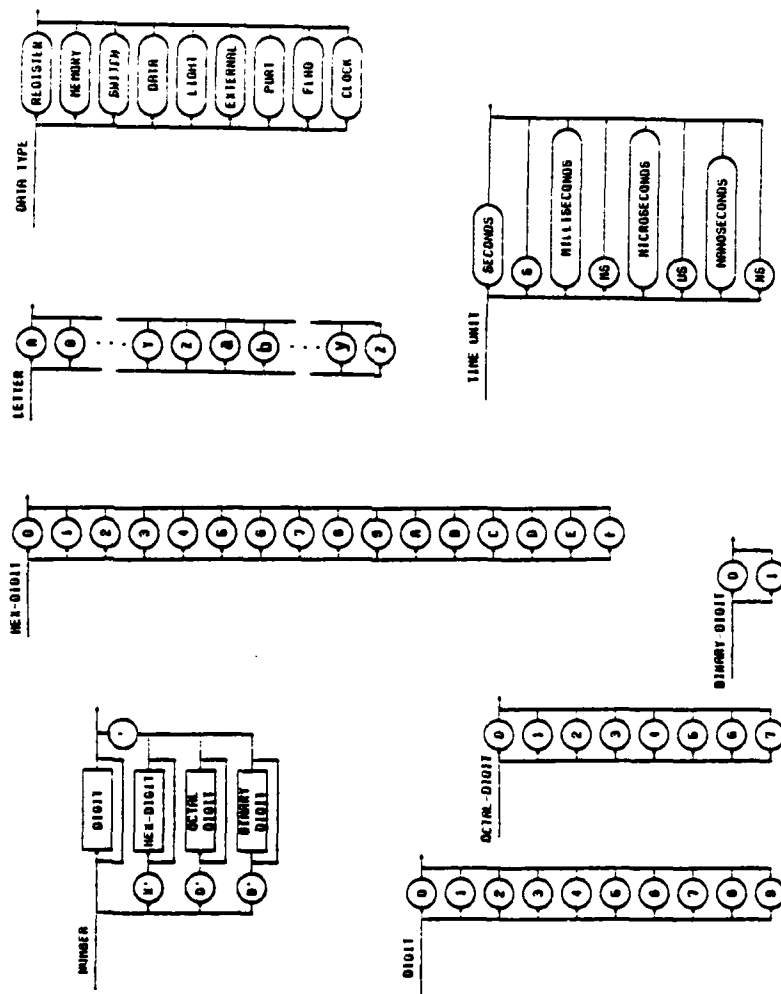 NUMBER
DIGIT
H'
HEX-DIGIT
'
O'
OCTAL
DIGIT
B'
BINARY
DIGIT
HEX-DIGIT
0
1
2
3
4
5
6
7
8
9
A
B
C
D
E
F
LETTER
A
B
...
Y
Z
a
b
...
y
z
DATA TYPE
REGISTER
MEMORY
SWITCH
DATA
LIGHT
EXTERNAL
PORT
FLAG
CLOCK
DIGIT
0
1
2
3
4
5
6
7
8
9
OCTAL-DIGIT
0
1
2
3
4
5
6
7
BINARY-DIGIT
0
1
TIME UNIT
SECONDS
S
MILLISECONDS
MS
MICROSECONDS
US
NANOSECONDS
NS